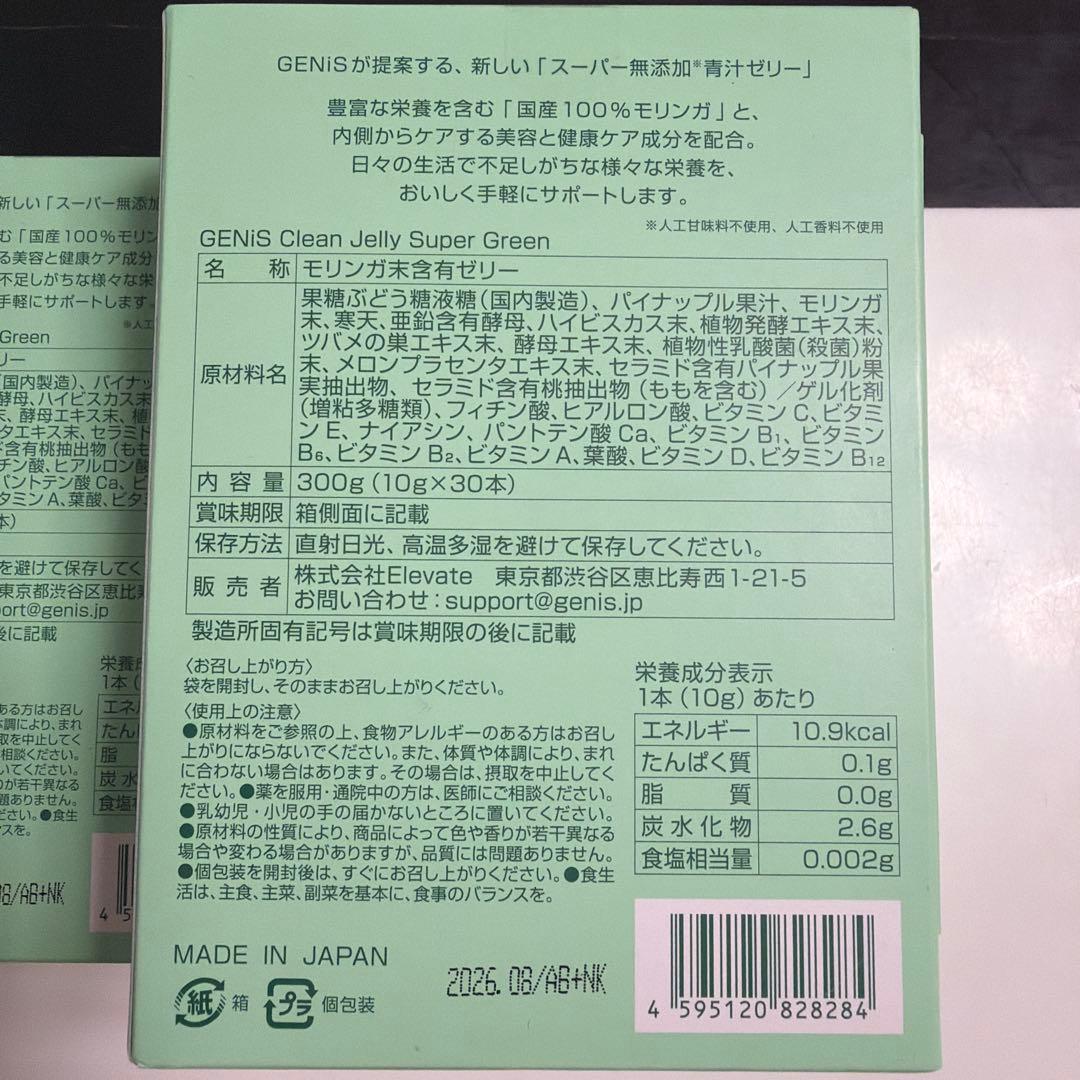 GENiSが提案する、新しい「スーパー無添加※青汁ゼリー」
豊富な栄養を含む「国産100%モリンガ」と、
内側からケアする美容と健康ケア成分を配合。
日々の生活で不足しがちな様々な栄養を、
おいしく手軽にサポートします。
※人工甘味料不使用、人工香料不使用
GENiS Clean Jelly Super Green
名 称 モリンガ末含有ゼリー
原材料名
果糖ぶどう糖液糖(国内製造)、パイナップル果汁、モリンガ
末、寒天、亜鉛含有酵母、ハイビスカス末、植物発酵エキス末、
ツバメの巣エキス末、酵母エキス末、植物性乳酸菌(殺菌)粉
末、メロンプラセンタエキス末、セラミド含有パイナップル果
実抽出物、セラミド含有桃抽出物(ももを含む)/ゲル化剤
(増粘多糖類)、フィチン酸、ヒアルロン酸、ビタミンC、ビタミ
ンE、ナイアシン、パントテン酸Ca、ビタミンB₁、ビタミン
B₆、ビタミンB₂、ビタミンA、葉酸、ビタミンD、ビタミンB₁₂
内容量 300g(10g×30本)
賞味期限 箱側面に記載
保存方法 直射日光、高温多湿を避けて保存してください。
販売者
株式会社Elevate 東京都渋谷区恵比寿西1-21-5
お問い合わせ:support@genis.jp
製造所固有記号は賞味期限の後に記載
〈お召し上がり方〉
袋を開封し、そのままお召し上がりください。
〈使用上の注意〉
●原材料をご参照の上、食物アレルギーのある方はお召し
上がりにならないでください。また、体質や体調により、まれ
に合わない場合はあります。その場合は、摂取を中止してく
ださい。●薬を服用・通院中の方は、医師にご相談ください。
●乳幼児・小児の手の届かないところに置いてください。
●原材料の性質により、商品によって色や香りが若干異なる
場合や変わる場合がありますが、品質には問題ありません。
●個包装を開封後は、すぐにお召し上がりください。●食生
活は、主食、主菜、副菜を基本に、食事のバランスを。
栄養成分表示
1本(10g)あたり
エネルギー 10.9kcal
たんぱく質 0.1g
脂 質 0.0g
炭水化物 2.6g
食塩相当量 0.002g
MADE IN JAPAN
紙 箱
プラ 個包装
2026.08/AB+NK
4 595120 828284